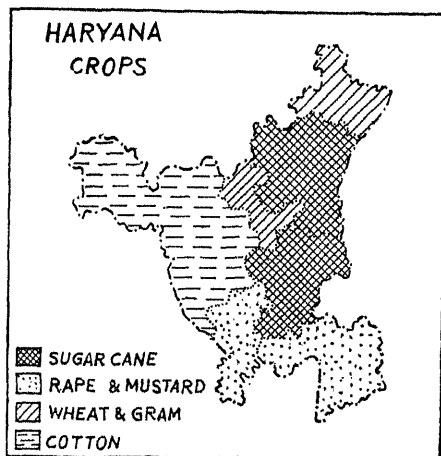 HARYANA
CROPS
SUGAR CANE
RAPE & MUSTARD
WHEAT & GRAM
COTTON